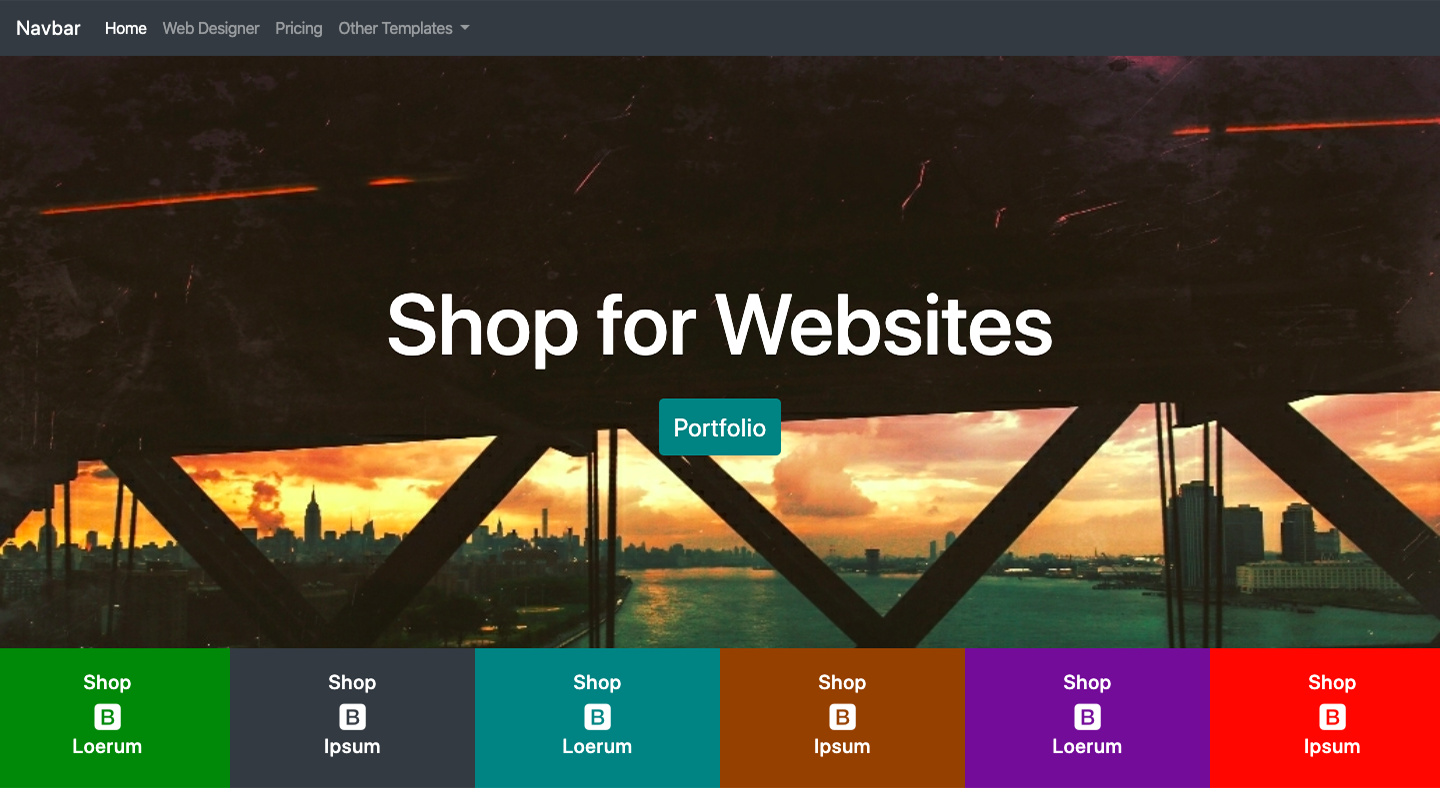 Navbar Home Web Designer Pricing Other Templates
Shop for Websites
Portfolio
Shop Shop Shop Shop Shop Shop
B B B B B B
Loerum Ipsum Loerum Ipsum Loerum Ipsum